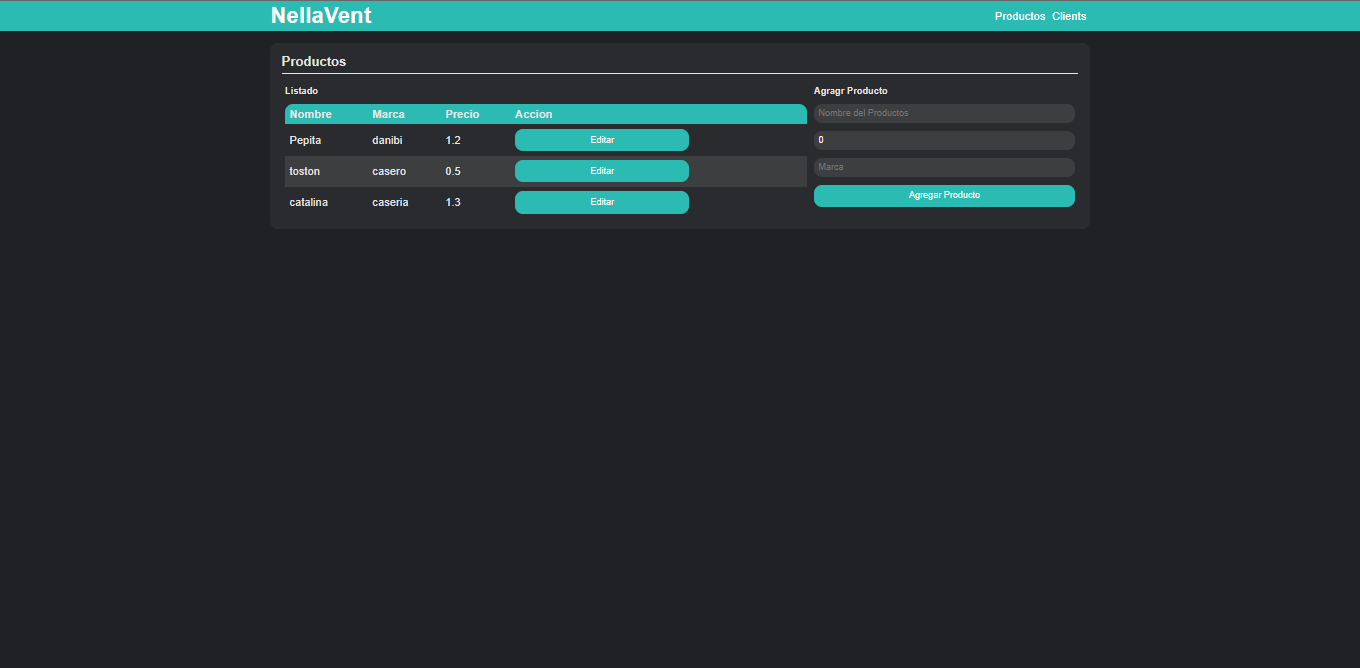 NellaVent
Productos Clients
Productos
Listado
Nombre Marca Precio Accion
Pepita danibi 1.2 Editar
toston casero 0.5 Editar
catalina caseria 1.3 Editar
Agragr Producto
Nombre del Productos
0
Marca
Agregar Producto